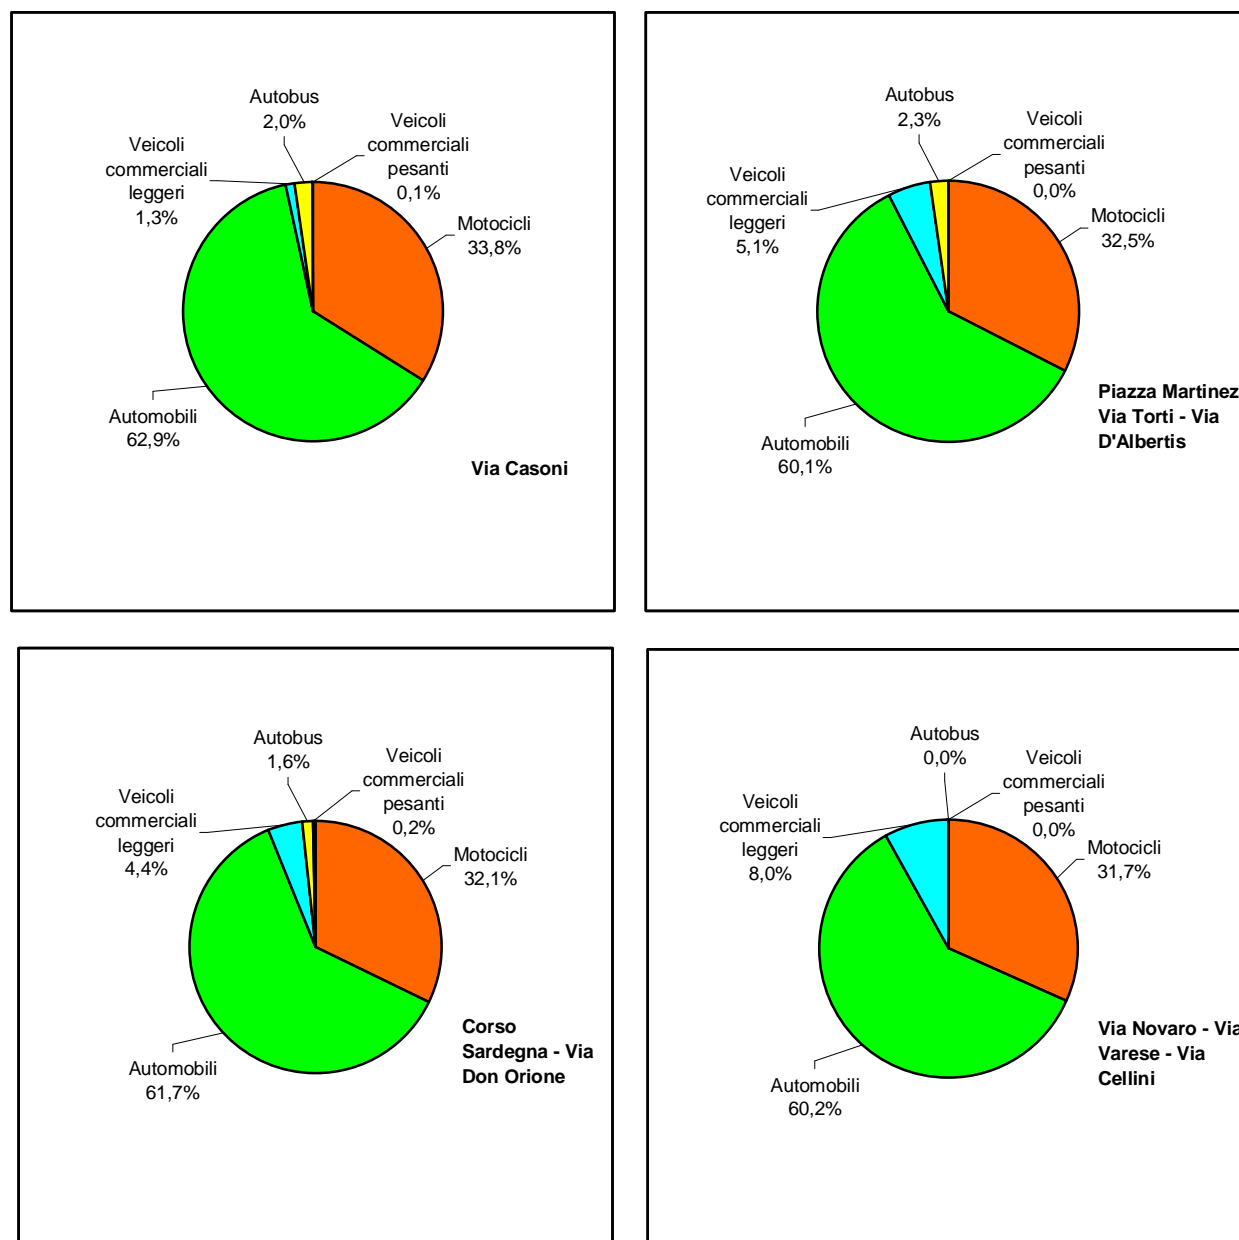 Autobus
2,0%
Veicoli
commerciali
pesanti
0,1%
Veicoli
commerciali
leggeri
1,3%
Motocicli
33,8%
Automobili
62,9%
Via Casoni
Autobus
2,3%
Veicoli
commerciali
pesanti
0,0%
Veicoli
commerciali
leggeri
5,1%
Motocicli
32,5%
Automobili
60,1%
Piazza Martinez
Via Torti - Via
D'Albertis
Autobus
1,6%
Veicoli
commerciali
pesanti
0,2%
Veicoli
commerciali
leggeri
4,4%
Motocicli
32,1%
Automobili
61,7%
Corso
Sardegna - Via
Don Orione
Autobus
0,0%
Veicoli
commerciali
pesanti
0,0%
Veicoli
commerciali
leggeri
8,0%
Motocicli
31,7%
Automobili
60,2%
Via Novaro - Via
Varese - Via
Cellini